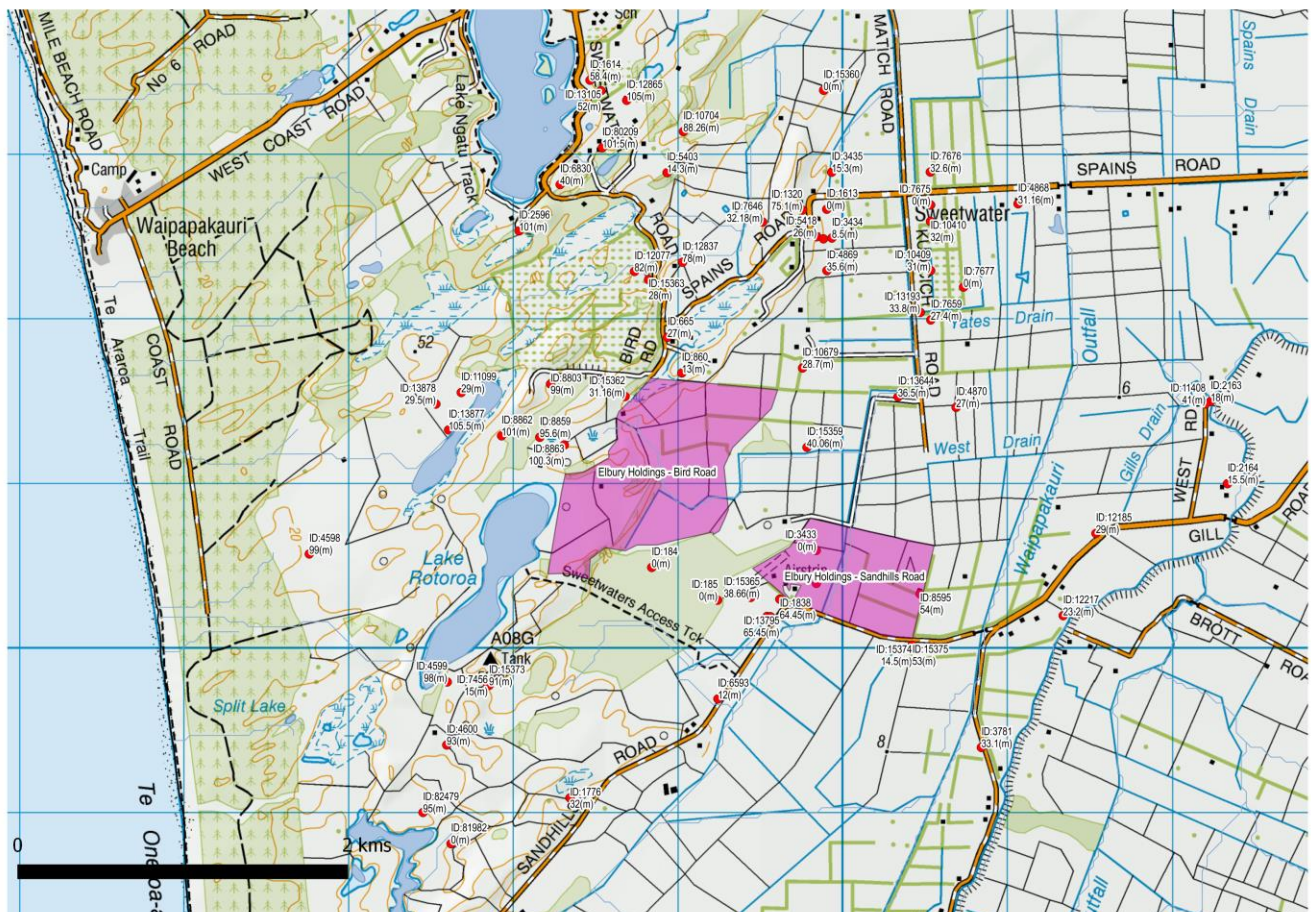 MILE BEACH ROAD
No 6 ROAD
Sch
SWEETWATER ROAD
ID:1614
58.4(m)
ID:12865
105(m)
ID:13105
52(m)
ID:10704
88.26(m)
ID:80209
101.5(m)
ID:15360
0(m)
MATICH ROAD
Spains Drain
WEST COAST ROAD
Lake Ngatu Track
Camp
ID:6830
40(m)
ID:5403
14.3(m)
ID:3435
15.3(m)
ID:7676
32.6(m)
SPAINS ROAD
Waipapakauri
Beach
ID:2596
101(m)
ID:7646
32.18(m)
ID:1320
75.1(m)
ID:1613
0(m)
ID:7675
0(m)
ID:4868
31.16(m)
Sweetwater
ID:5418
26(m)
ID:3434
8.5(m)
ID:10410
32(m)
ID:12837
78(m)
ID:12077
82(m)
ID:15363
28(m)
SPAINS ROAD
ID:4869
35.6(m)
ID:10409
31(m)
ID:7677
0(m)
ID:13193
33.8(m)
ID:7659
27.4(m)
Yates Drain
Outfall
Te Araroa Trail
COAST ROAD
52
BIRD RD
ID:665
27(m)
ID:860
13(m)
ID:10679
28.7(m)
ID:13878
29.5(m)
ID:11099
29(m)
ID:8803
99(m)
ID:15362
31.16(m)
ID:13644
36.5(m)
ROAD
ID:4870
27(m)
6
ID:11408
41(m)
ID:2163
18(m)
ID:13877
105.5(m)
ID:8862
101(m)
ID:8859
95.6(m)
ID:8863
100.3(m)
ID:15359
40.06(m)
West Drain
Gills Drain
WEST RD
Elbury Holdings - Bird Road
ID:2164
15.5(m)
20
ID:4598
99(m)
Lake
Rotoroa
ID:184
0(m)
ID:3433
0(m)
Airstrip
Elbury Holdings - Sandhills Road
Waipapakauri
ID:12185
29(m)
GILL ROAD
Sweetwaters Access Tck
ID:185
0(m)
ID:15365
38.66(m)
ID:1838
64.45(m)
ID:13795
65.45(m)
ID:8595
54(m)
ID:12217
23.2(m)
BROTT ROA
ID:15374
14.5(m)
ID:15375
53(m)
A08G
Tank
ID:4599
98(m)
ID:7456
15(m)
ID:15373
91(m)
ID:6593
12(m)
Split Lake
ID:4600
93(m)
ROAD
8
ID:3781
33.1(m)
Te
ID:82479
95(m)
ID:1776
32(m)
ID:81982
0(m)
SANDHILL
0
2 kms